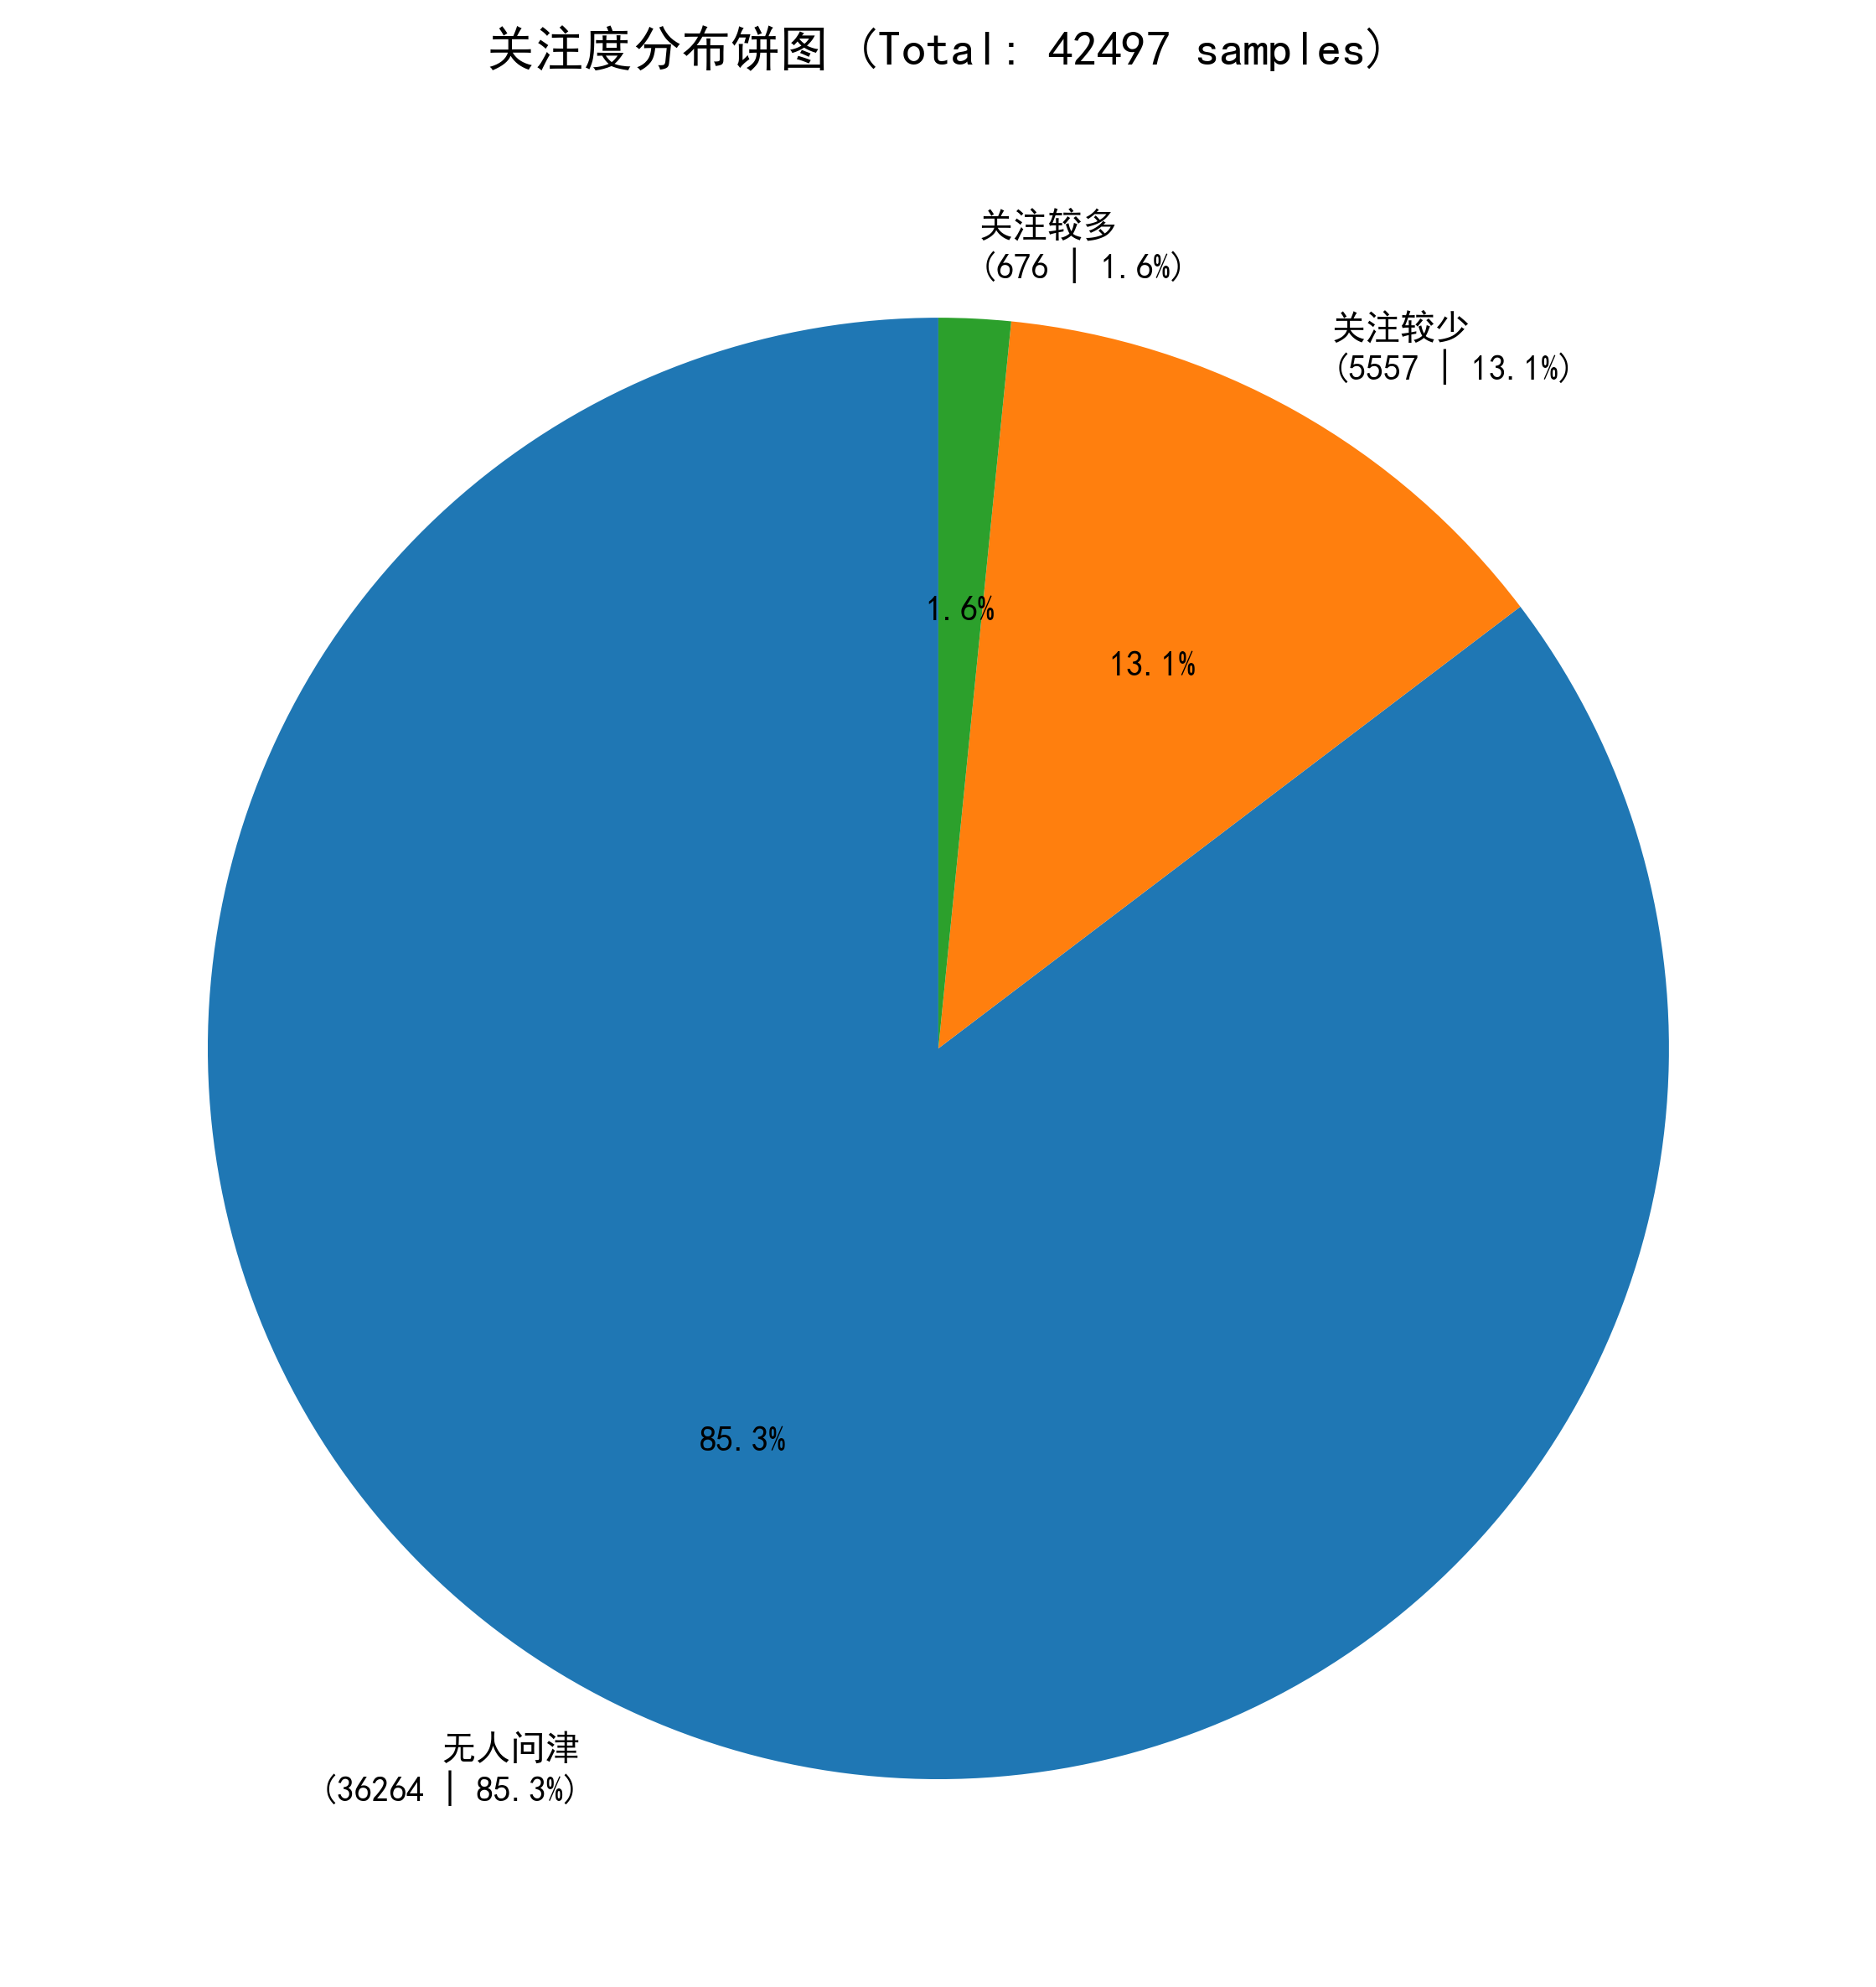 关注度分布饼图 (Total: 42497 samples)
关注较多
(676 | 1.6%)
关注较少
(5557 | 13.1%)
1.6%
13.1%
85.3%
无人问津
(36264 | 85.3%)